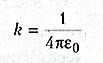 k = 1/4πε₀